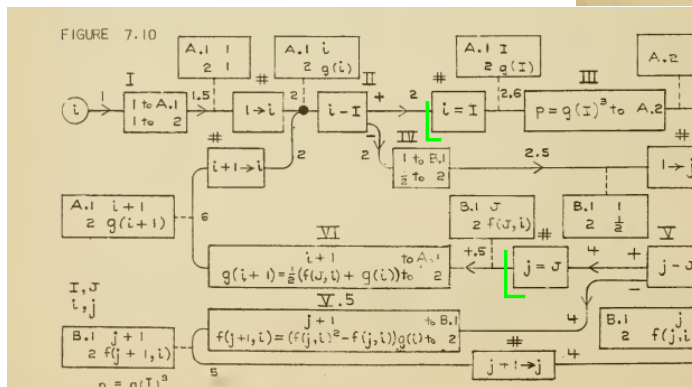 FIGURE 7.10
A.1 1
2 1
A.1 i
2 g(i)
A.1 I
2 g(I)
A.2
I
#
II
#
III
#
i
1
1 to A.1
1 to 2
1.5
1→i
2
i-I
+
2
i = I
2.6
p = g(I)³ to A.2
−
2
IV
1 to B.1
½ to 2
2.5
1→j
#
i+1→i
2
A.1 i+1
2 g(i+1)
6
B.1 J
2 f(J,i)
B.1 1
2 ½
VI
i+1 to A.1
g(i+1)=½(f(J,i)+g(i)) to 2
#
j = J
4
+
−
V
j-J
I, J
i, j
V.5
j+1 to B.1
f(j+1,i)=(f(j,i)²-f(j,i))g(i) to 2
4
B.1 j
2 f(j,
B.1 j+1
2 f(j+1,i)
5
#
j+1→j
4
p = g(I)³